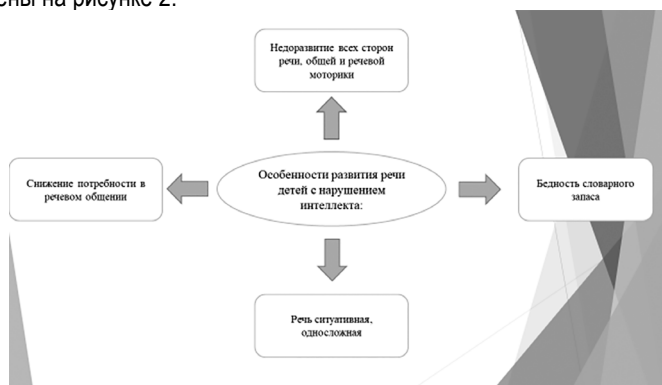 ены на рисунке 2.
Недоразвитие всех сторон
речи, общей и речевой
моторики
Снижение потребности в
речевом общении
Особенности развития речи
детей с нарушением
интеллекта:
Бедность словарного
запаса
Речь ситуативная,
односложная